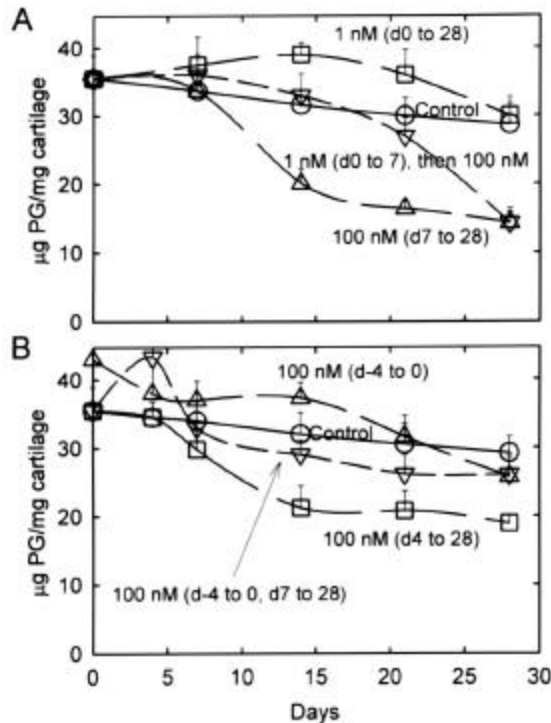 A
µg PG/mg cartilage
40
30
20
10
0
1 nM (d0 to 28)
Control
1 nM (d0 to 7), then 100 nM
100 nM (d7 to 28)
B
µg PG/mg cartilage
40
30
20
10
0
100 nM (d-4 to 0)
Control
100 nM (d4 to 28)
100 nM (d-4 to 0, d7 to 28)
0 5 10 15 20 25 30
Days